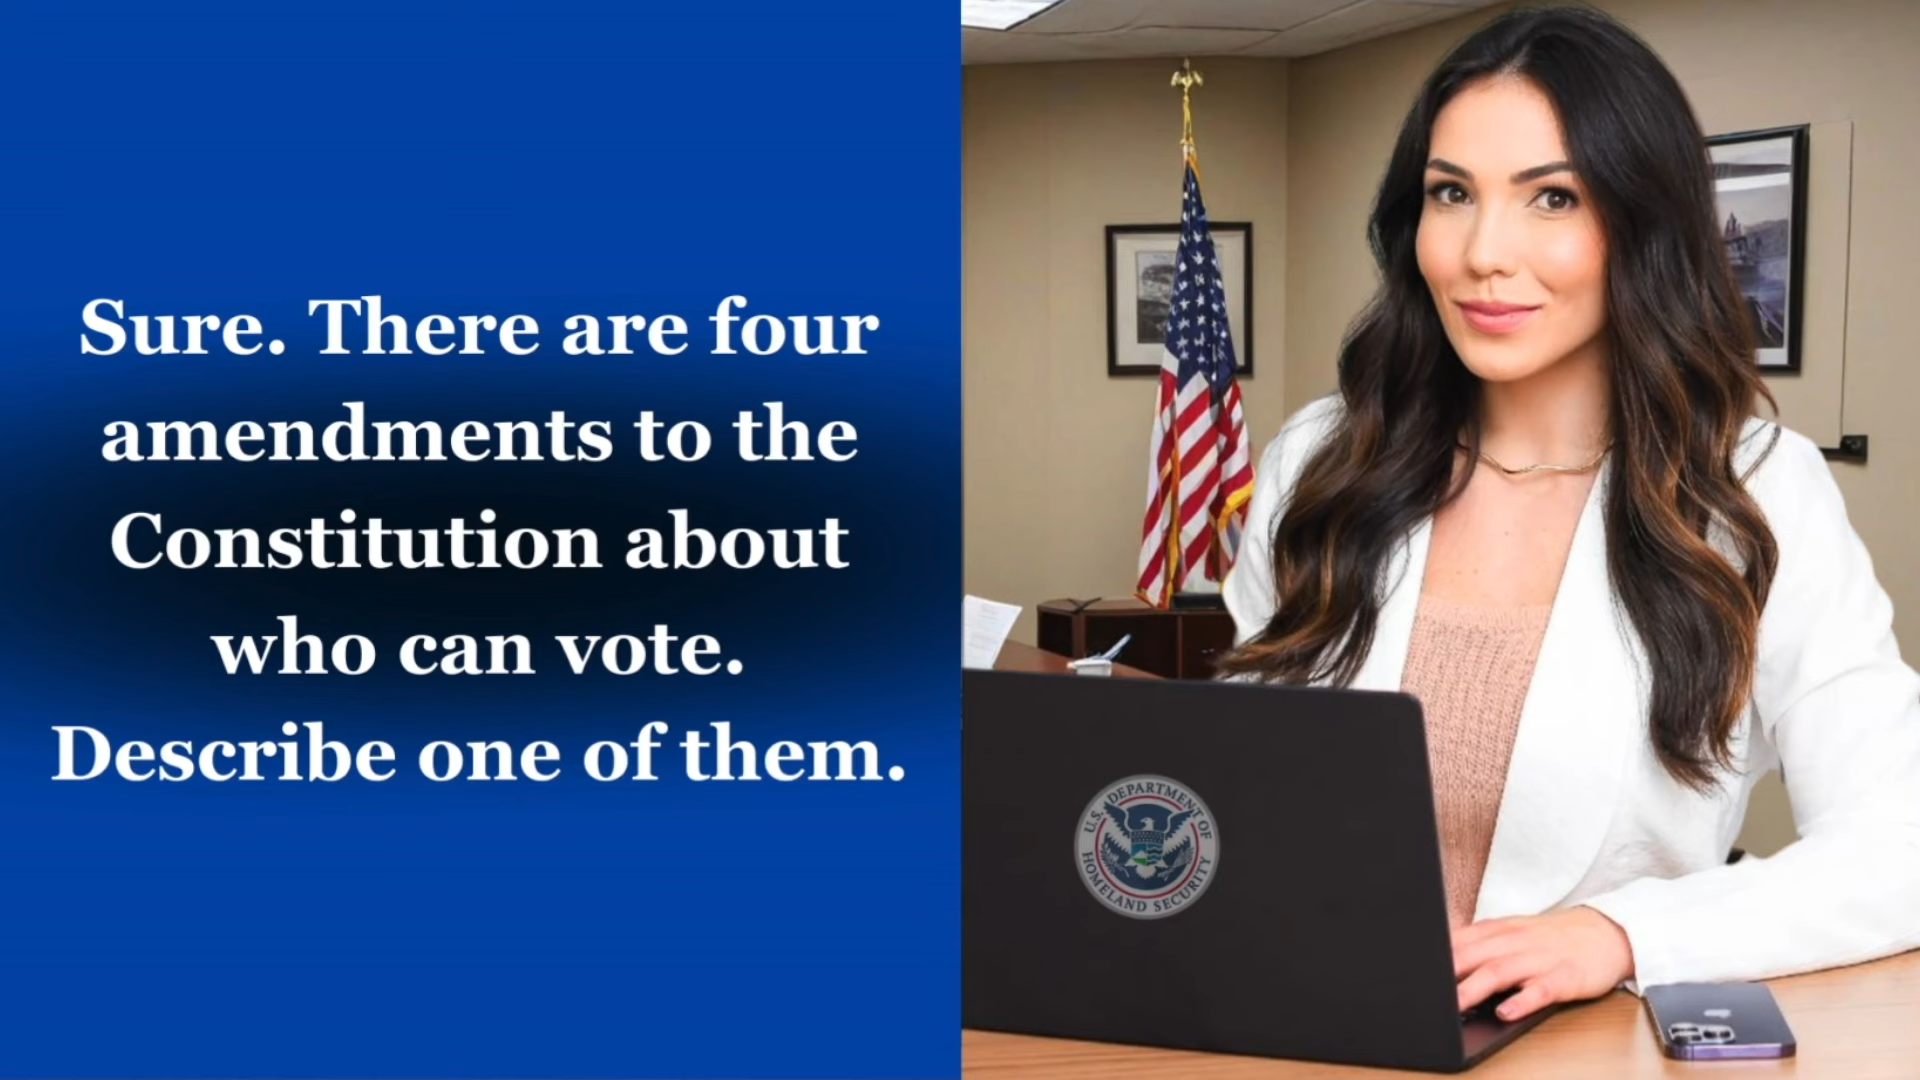 Sure. There are four
amendments to the
Constitution about
who can vote.
Describe one of them.
U.S. DEPARTMENT OF
HOMELAND SECURITY